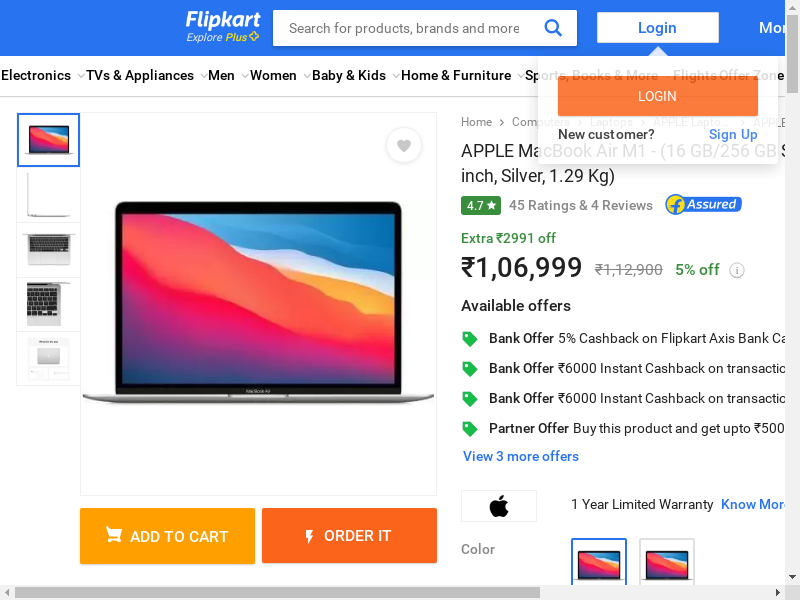 Flipkart
Explore Plus
Search for products, brands and more
Login
Electronics TVs & Appliances Men Women Baby & Kids Home & Furniture Sports, Books & More Flights Offer Zone
LOGIN
New customer? Sign Up
Home Computers Laptops APPLE
APPLE MacBook Air M1 - (16 GB/256 GB
inch, Silver, 1.29 Kg)
4.7 45 Ratings & 4 Reviews Assured
Extra ₹2991 off
₹1,06,999 ₹1,12,900 5% off i
Available offers
Bank Offer 5% Cashback on Flipkart Axis Bank
Bank Offer ₹6000 Instant Cashback on
Bank Offer ₹6000 Instant Cashback on
Partner Offer Buy this product and get upto ₹500
View 3 more offers
1 Year Limited Warranty Know More
Color
MacBook Air
ADD TO CART
ORDER IT